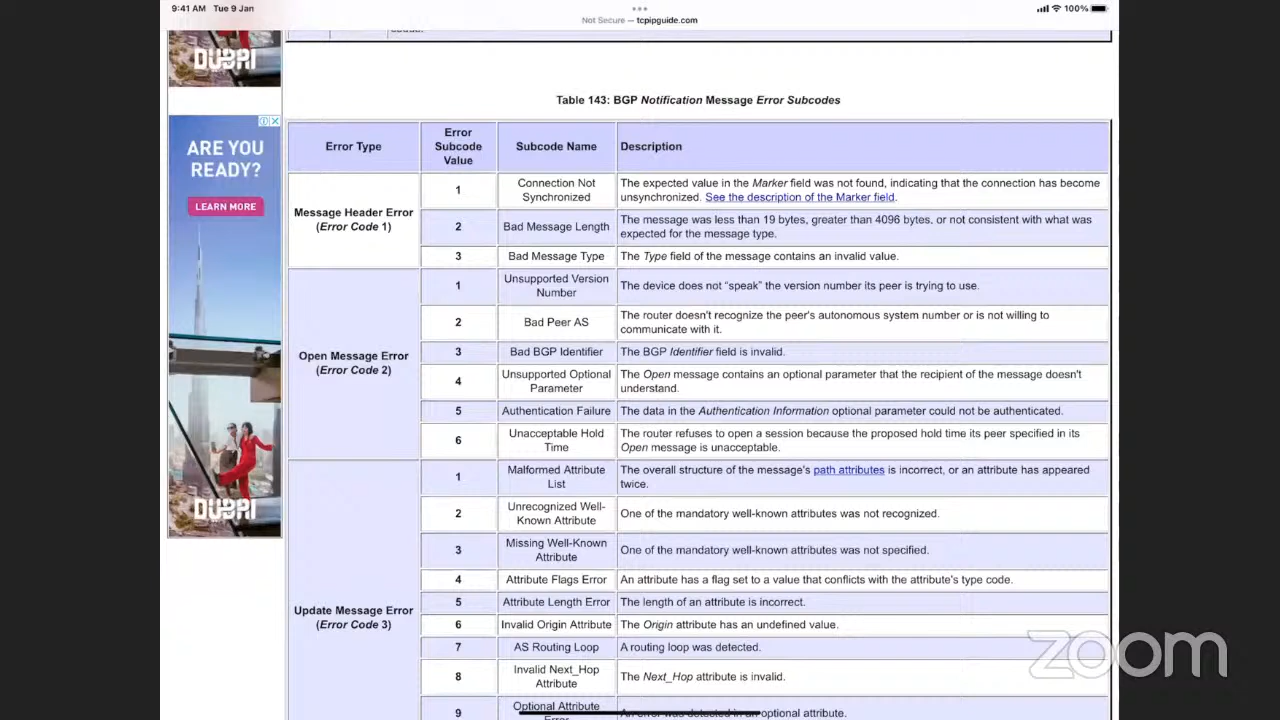 9:41 AM Tue 9 Jan
100%
Not Secure — tcpipguide.com
DUBAI
ARE YOU
READY?
LEARN MORE
DUBAI
Table 143: BGP Notification Message Error Subcodes
Error Type
Error
Subcode
Value
Subcode Name
Description
Message Header Error
(Error Code 1)
1
Connection Not
Synchronized
The expected value in the Marker field was not found, indicating that the connection has become
unsynchronized. See the description of the Marker field.
2
Bad Message Length
The message was less than 19 bytes, greater than 4096 bytes, or not consistent with what was
expected for the message type.
3
Bad Message Type
The Type field of the message contains an invalid value.
Open Message Error
(Error Code 2)
1
Unsupported Version
Number
The device does not “speak” the version number its peer is trying to use.
2
Bad Peer AS
The router doesn't recognize the peer's autonomous system number or is not willing to
communicate with it.
3
Bad BGP Identifier
The BGP Identifier field is invalid.
4
Unsupported Optional
Parameter
The Open message contains an optional parameter that the recipient of the message doesn't
understand.
5
Authentication Failure
The data in the Authentication Information optional parameter could not be authenticated.
6
Unacceptable Hold
Time
The router refuses to open a session because the proposed hold time its peer specified in its
Open message is unacceptable.
Update Message Error
(Error Code 3)
1
Malformed Attribute
List
The overall structure of the message's path attributes is incorrect, or an attribute has appeared
twice.
2
Unrecognized Well-
Known Attribute
One of the mandatory well-known attributes was not recognized.
3
Missing Well-Known
Attribute
One of the mandatory well-known attributes was not specified.
4
Attribute Flags Error
An attribute has a flag set to a value that conflicts with the attribute's type code.
5
Attribute Length Error
The length of an attribute is incorrect.
6
Invalid Origin Attribute
The Origin attribute has an undefined value.
7
AS Routing Loop
A routing loop was detected.
8
Invalid Next_Hop
Attribute
The Next_Hop attribute is invalid.
9
Optional Attribute
Error
An error was detected in an optional attribute.
zoom